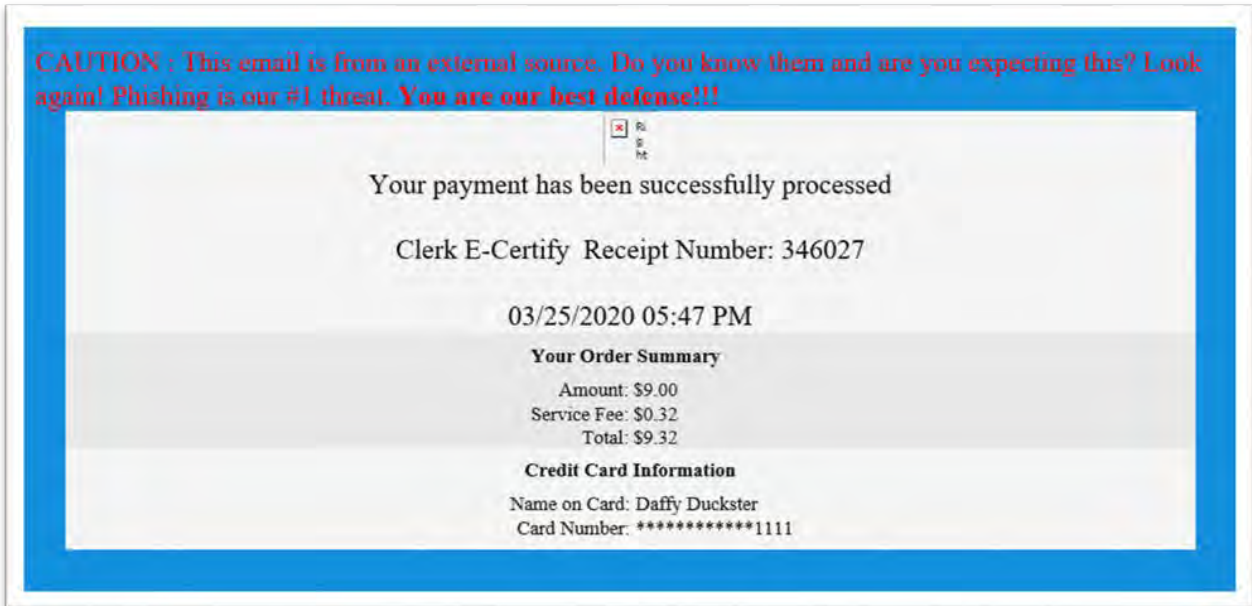 CAUTION : This email is from an external source. Do you know them and are you expecting this? Look
again! Phishing is our #1 threat. You are our best defense!!!
Ri
g
ht
Your payment has been successfully processed
Clerk E-Certify Receipt Number: 346027
03/25/2020 05:47 PM
Your Order Summary
Amount: $9.00
Service Fee: $0.32
Total: $9.32
Credit Card Information
Name on Card: Daffy Duckster
Card Number: ************1111